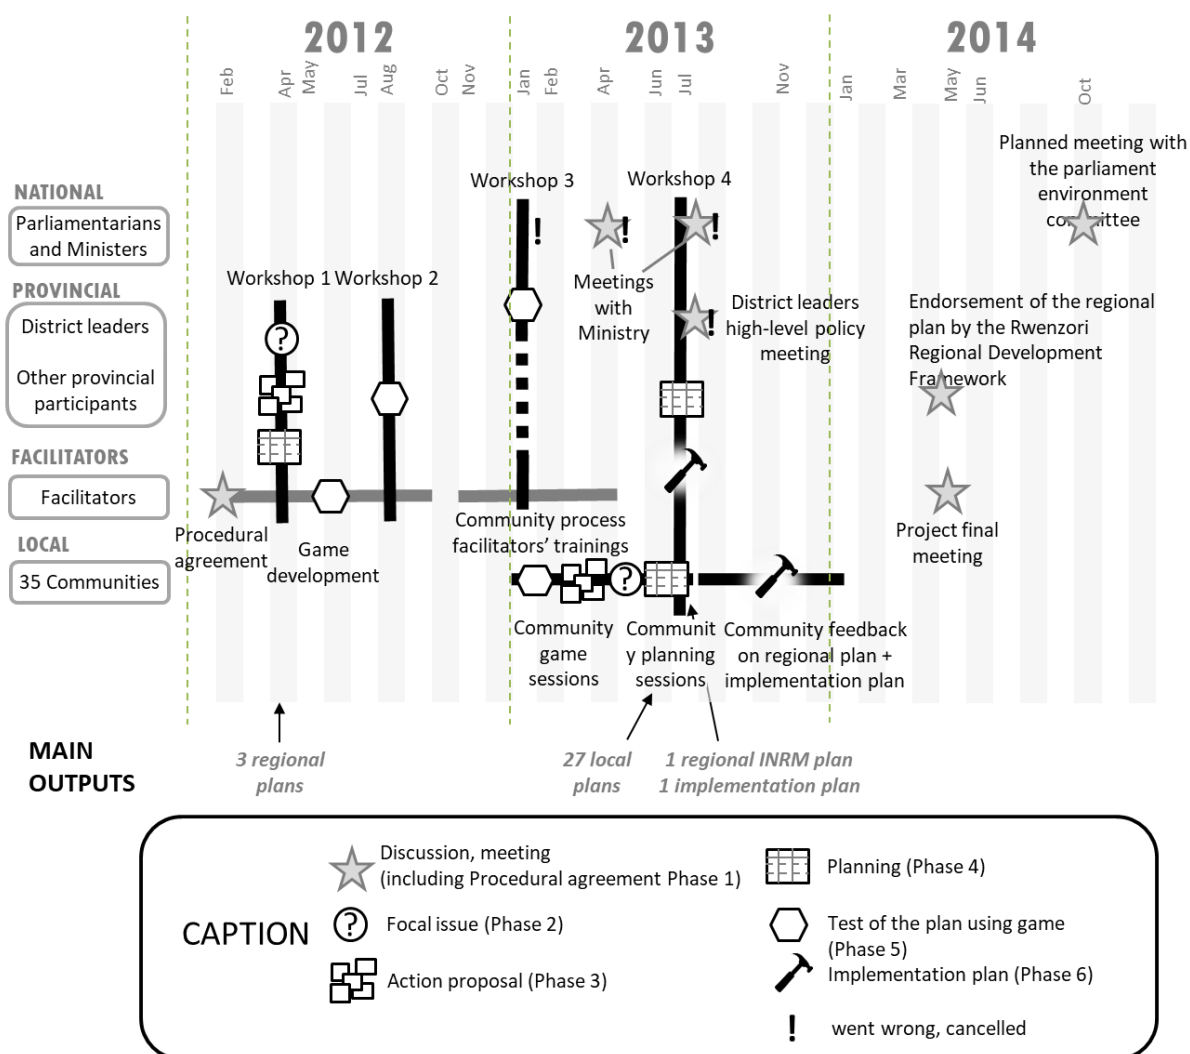 2012
2013
2014
Feb
Apr
May
Jul
Aug
Oct
Nov
Jan
Feb
Apr
Jun
Jul
Nov
Jan
Mar
May
Jun
Oct
NATIONAL
Parliamentarians
and Ministers
PROVINCIAL
District leaders
Other provincial
participants
FACILITATORS
Facilitators
LOCAL
35 Communities
Workshop 1
Workshop 2
Workshop 3
Workshop 4
?
!
!
!
!
Planned meeting with
the parliament
environment
committee
Meetings
with
Ministry
District leaders
high-level policy
meeting
Endorsement of the regional
plan by the Rwenzori
Regional Development
Framework
Procedural
agreement
Game
development
Community process
facilitators' trainings
Project final
meeting
?
Community
game
sessions
Communit
y planning
sessions
Community feedback
on regional plan +
implementation plan
MAIN
OUTPUTS
3 regional
plans
27 local
plans
1 regional INRM plan
1 implementation plan
CAPTION
Discussion, meeting
(including Procedural agreement Phase 1)
? Focal issue (Phase 2)
Action proposal (Phase 3)
Planning (Phase 4)
Test of the plan using game
(Phase 5)
Implementation plan (Phase 6)
! went wrong, cancelled